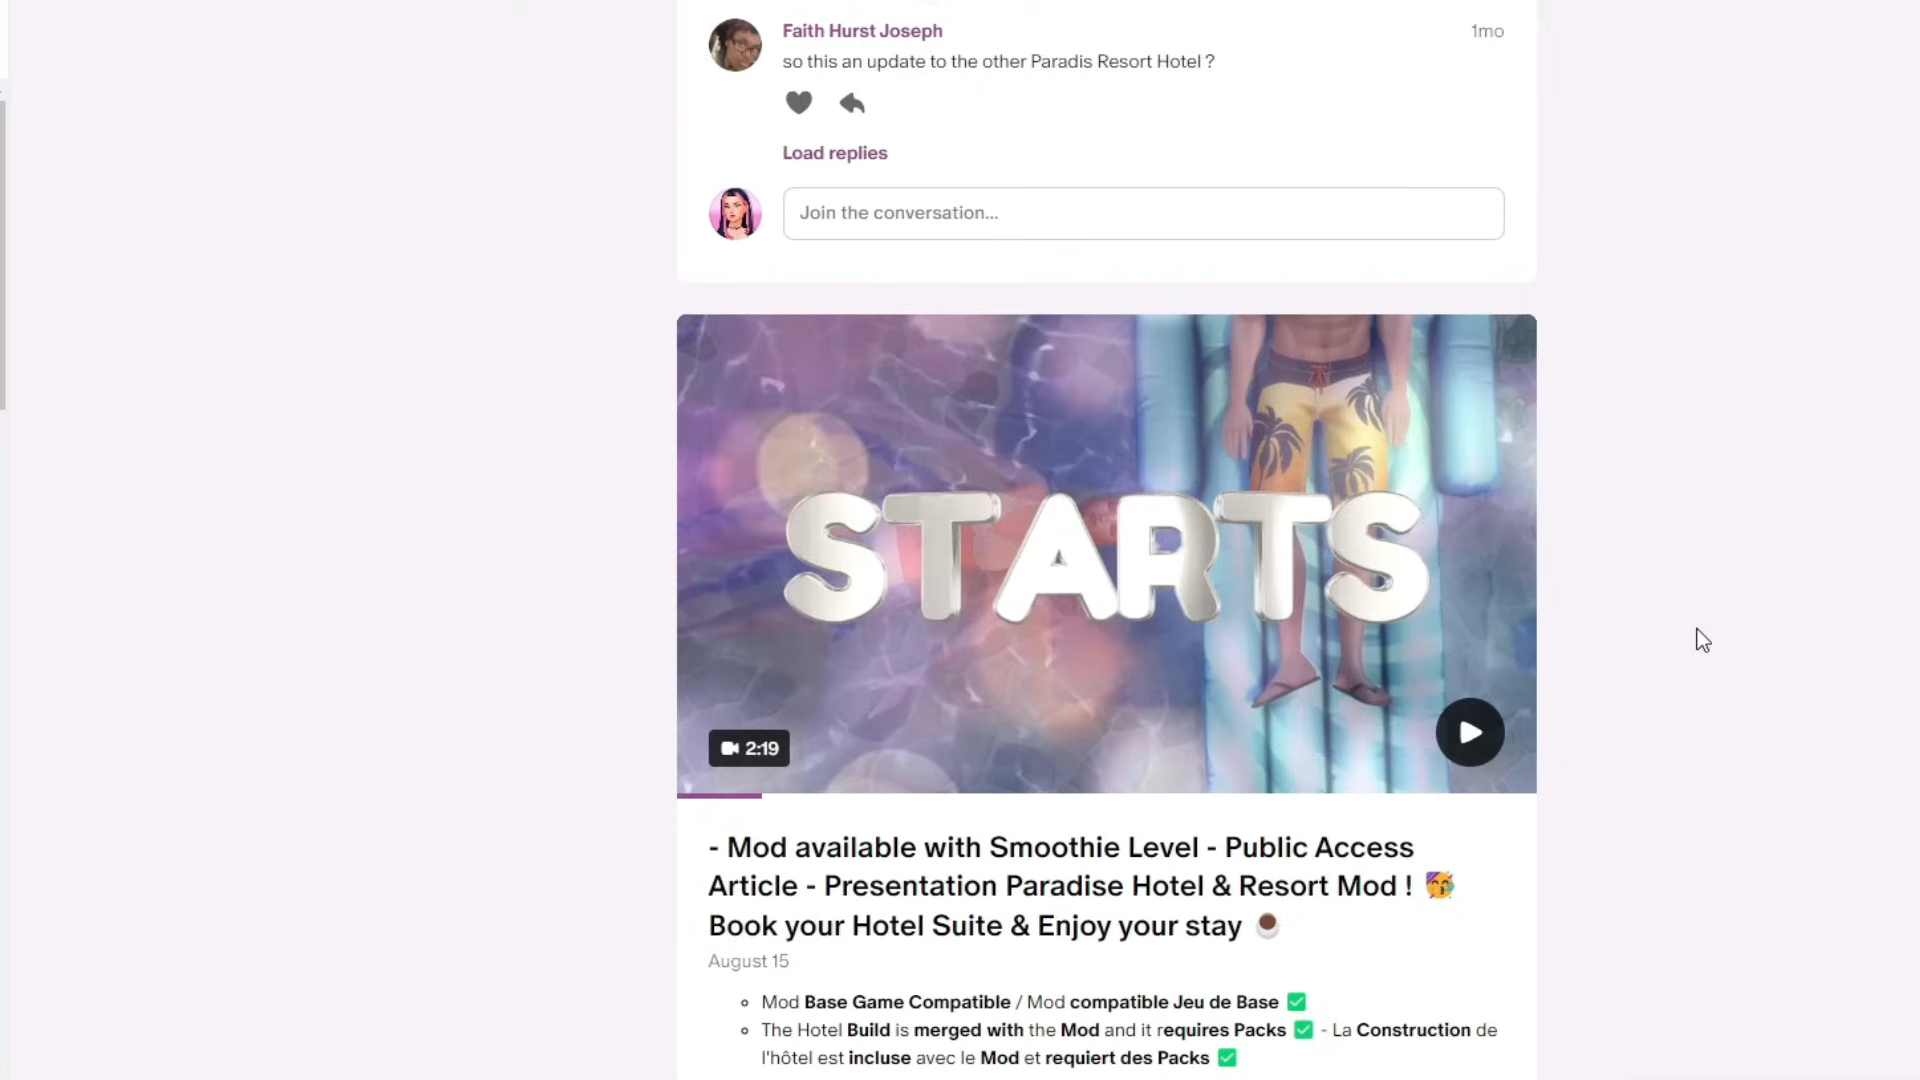 Faith Hurst Joseph
1mo
so this an update to the other Paradis Resort Hotel ?
Load replies
Join the conversation...
STARTS
2:19
- Mod available with Smoothie Level - Public Access
Article - Presentation Paradise Hotel & Resort Mod ! 🥳
Book your Hotel Suite & Enjoy your stay ☕
August 15
Mod Base Game Compatible / Mod compatible Jeu de Base ✅
The Hotel Build is merged with the Mod and it requires Packs ✅ - La Construction de
l'hôtel est incluse avec le Mod et requiert des Packs ✅